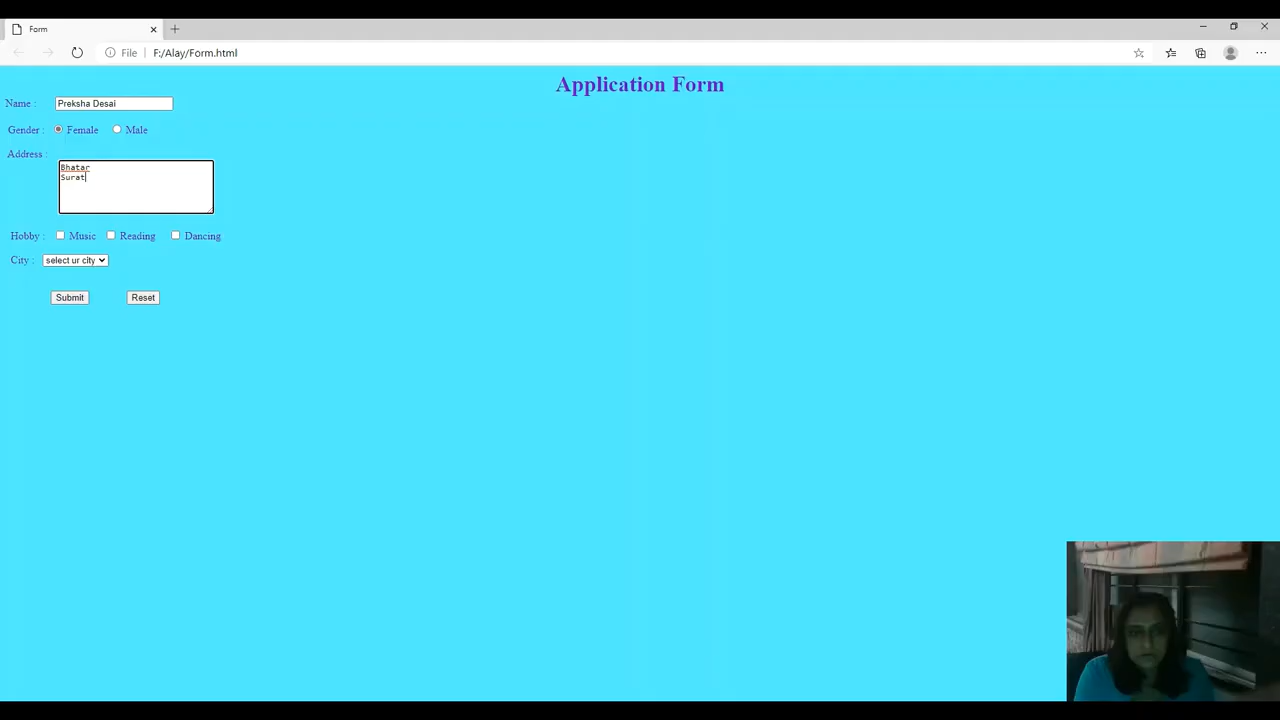 Form
File F:/Alay/Form.html
Application Form
Name : Preksha Desai
Gender : Female Male
Address :
Bhatar
Surat
Hobby : Music Reading Dancing
City : select ur city
Submit Reset